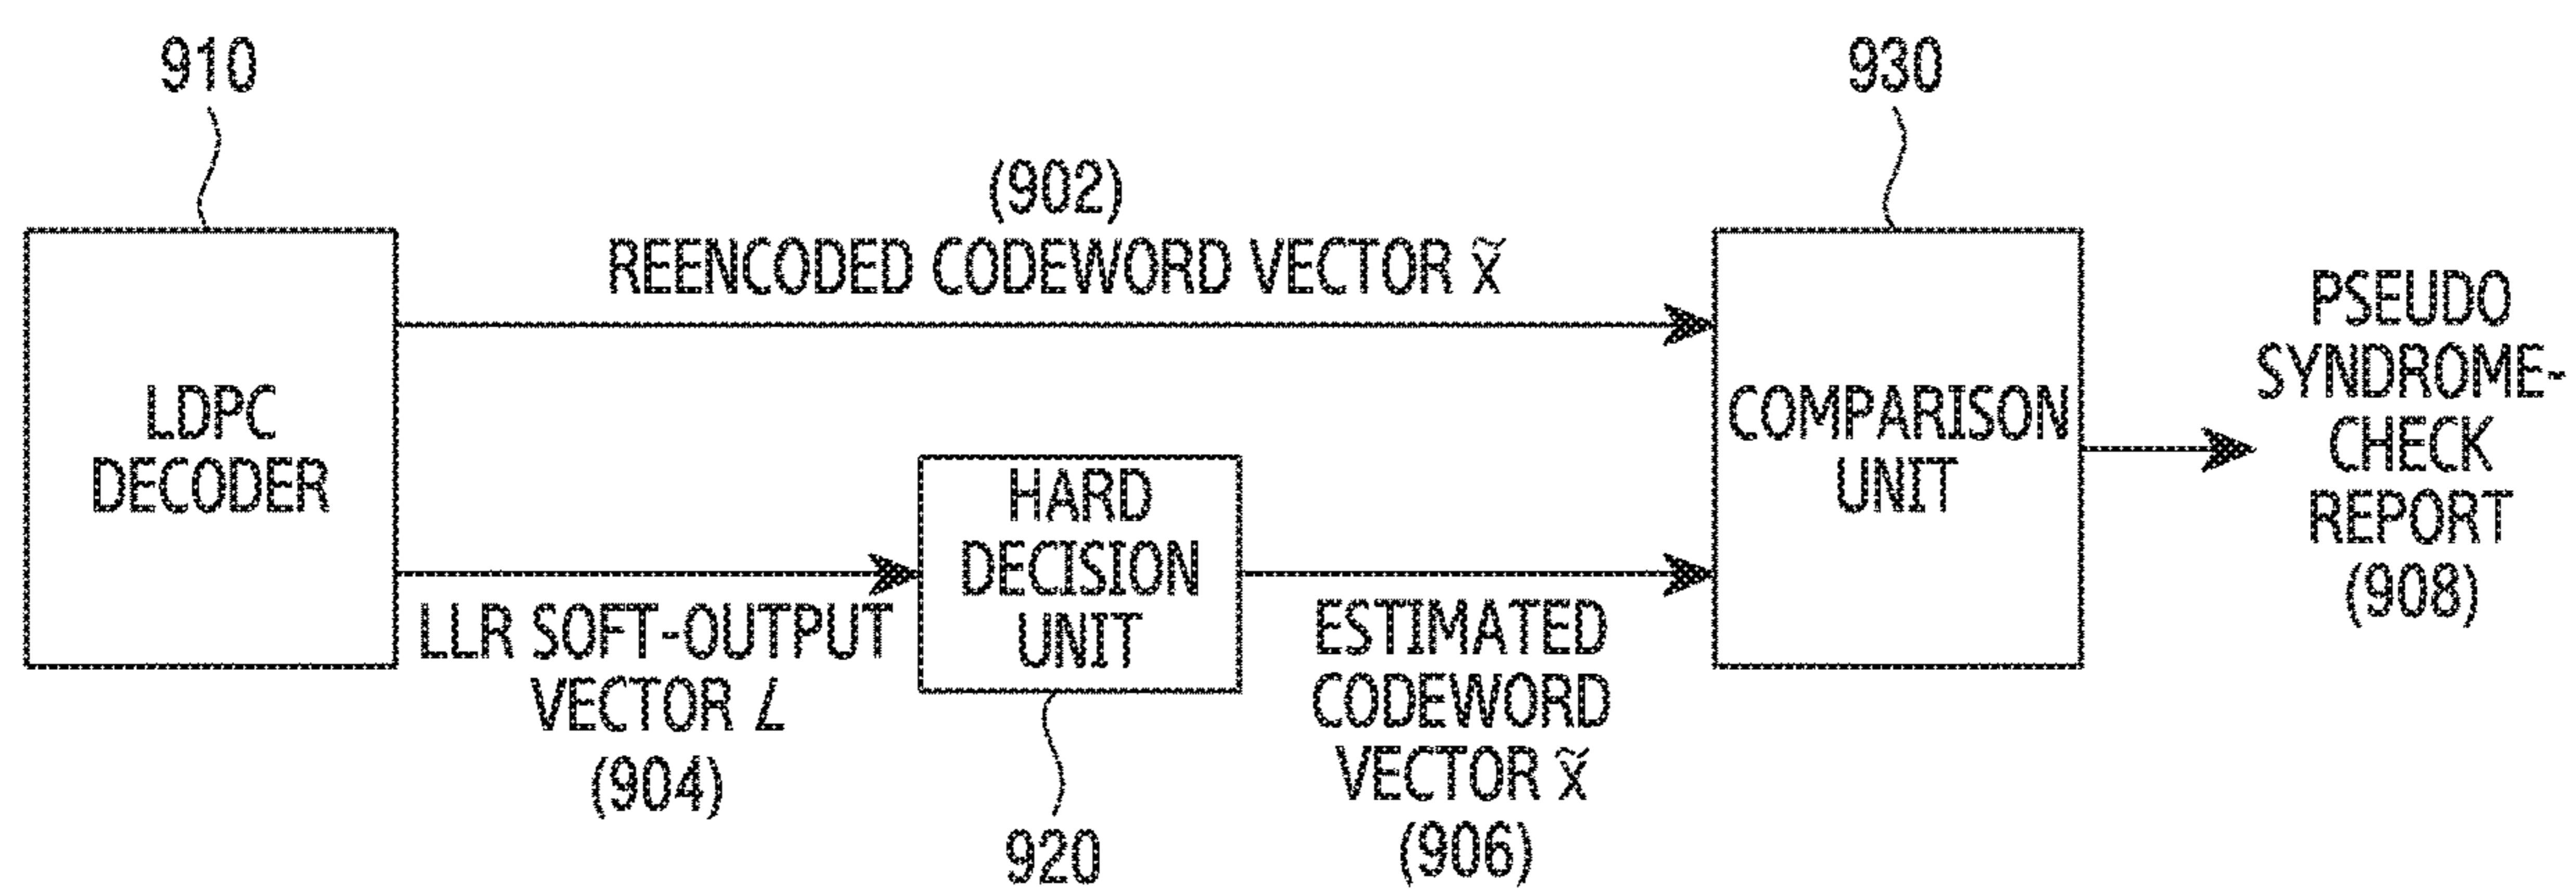 910
930
(902)
REENCODED CODEWORD VECTOR x̃
LDPC
DECODER
LLR SOFT-OUTPUT
VECTOR L
(904)
HARD
DECISION
UNIT
920
ESTIMATED
CODEWORD
VECTOR x̃
(906)
COMPARISON
UNIT
PSEUDO
SYNDROME-
CHECK
REPORT
(908)